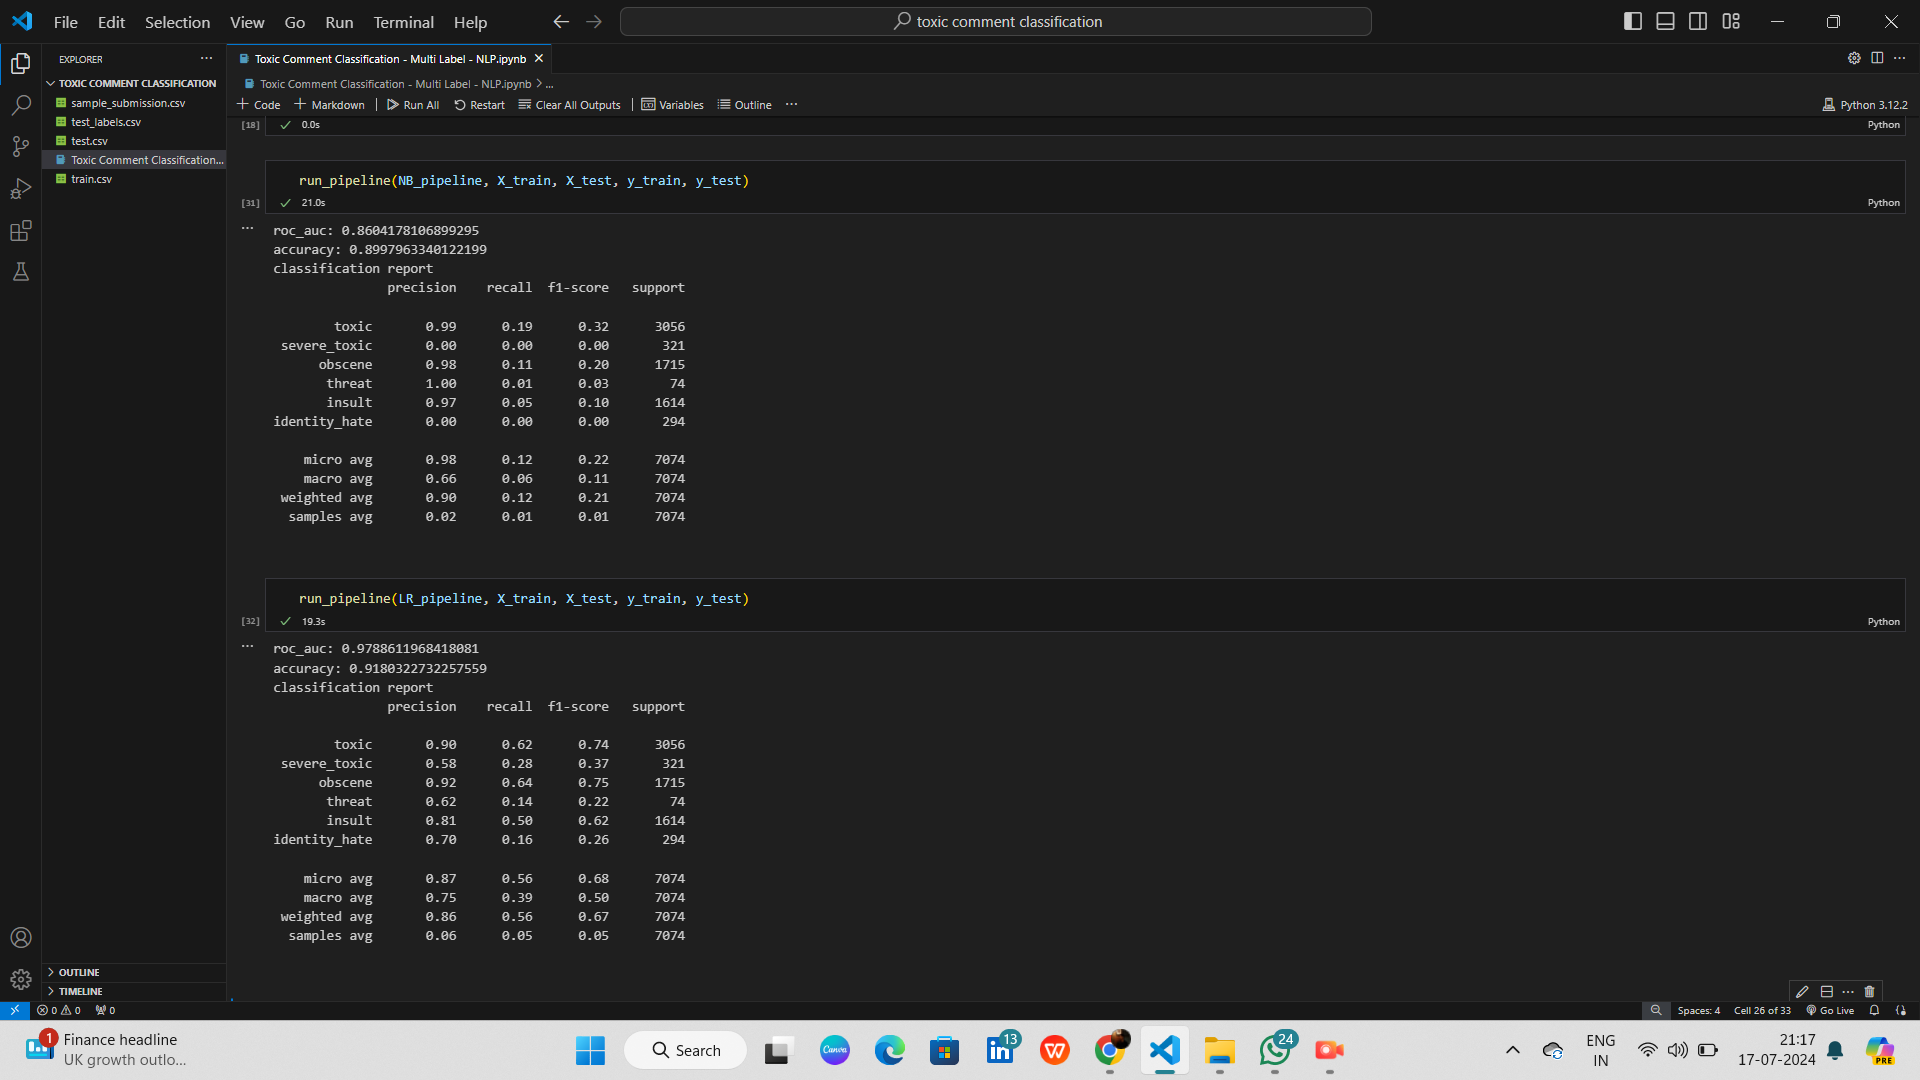 File Edit Selection View Go Run Terminal Help
toxic comment classification
EXPLORER
TOXIC COMMENT CLASSIFICATION
sample_submission.csv
test_labels.csv
test.csv
Toxic Comment Classification...
train.csv
OUTLINE
TIMELINE
Toxic Comment Classification - Multi Label - NLP.ipynb
Toxic Comment Classification - Multi Label - NLP.ipynb > ...
Code Markdown Run All Restart Clear All Outputs Variables Outline ... Python 3.12.2
[18] 0.0s Python
run_pipeline(NB_pipeline, X_train, X_test, y_train, y_test)
[31] 21.0s Python
roc_auc: 0.8604178106899295
accuracy: 0.8997963340122199
classification report
precision recall f1-score support
toxic 0.99 0.19 0.32 3056
severe_toxic 0.00 0.00 0.00 321
obscene 0.98 0.11 0.20 1715
threat 1.00 0.01 0.03 74
insult 0.97 0.05 0.10 1614
identity_hate 0.00 0.00 0.00 294
micro avg 0.98 0.12 0.22 7074
macro avg 0.66 0.06 0.11 7074
weighted avg 0.90 0.12 0.21 7074
samples avg 0.02 0.01 0.01 7074
run_pipeline(LR_pipeline, X_train, X_test, y_train, y_test)
[32] 19.3s Python
roc_auc: 0.9788611968418081
accuracy: 0.9180322732257559
classification report
precision recall f1-score support
toxic 0.90 0.62 0.74 3056
severe_toxic 0.58 0.28 0.37 321
obscene 0.92 0.64 0.75 1715
threat 0.62 0.14 0.22 74
insult 0.81 0.50 0.62 1614
identity_hate 0.70 0.16 0.26 294
micro avg 0.87 0.56 0.68 7074
macro avg 0.75 0.39 0.50 7074
weighted avg 0.86 0.56 0.67 7074
samples avg 0.06 0.05 0.05 7074
0 0 0 Spaces: 4 Cell 26 of 33 Go Live
1 Finance headline
UK growth outlo...
Search
Canva
13
24
ENG
IN
21:17
17-07-2024
PRE